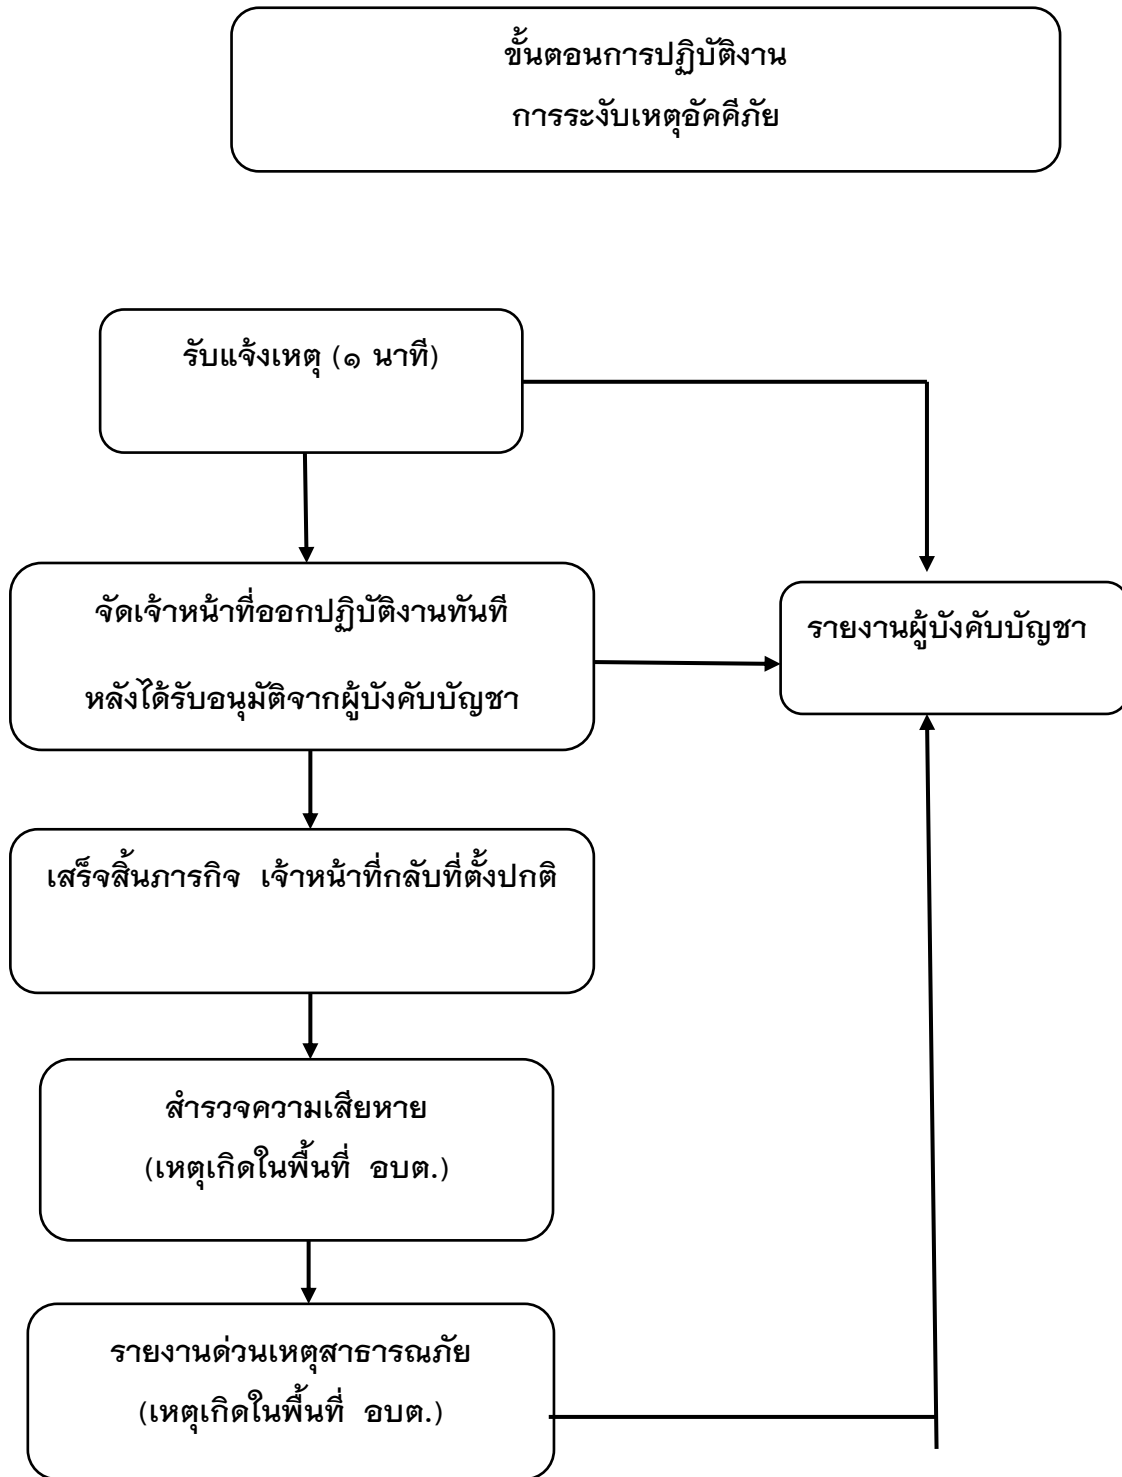 ขั้นตอนการปฏิบัติงาน
การระงับเหตุอัคคีภัย
รับแจ้งเหตุ (๑ นาที)
จัดเจ้าหน้าที่ออกปฏิบัติงานทันที
หลังได้รับอนุมัติจากผู้บังคับบัญชา
รายงานผู้บังคับบัญชา
เสร็จสิ้นภารกิจ เจ้าหน้าที่กลับที่ตั้งปกติ
สำรวจความเสียหาย
(เหตุเกิดในพื้นที่ อบต.)
รายงานด่วนเหตุสาธารณภัย
(เหตุเกิดในพื้นที่ อบต.)